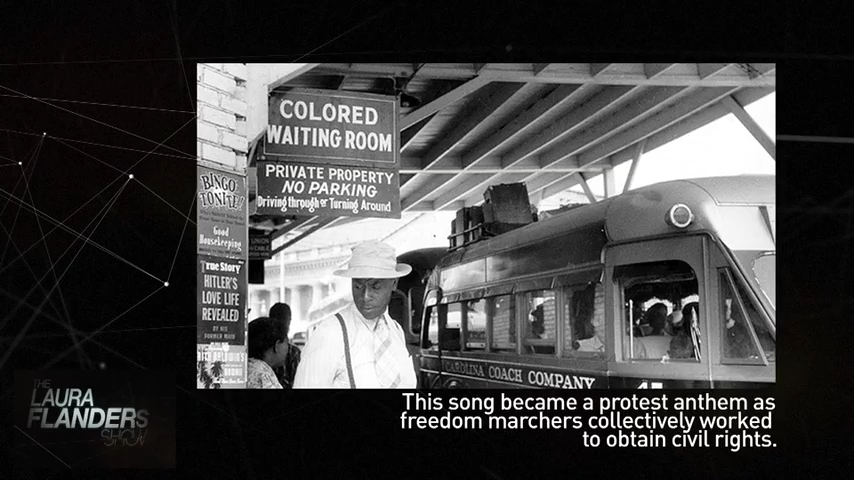 COLORED
WAITING ROOM
PRIVATE PROPERTY
NO PARKING
Driving through or Turning Around
BINGO
TONITE!
Good
Housekeeping
True Story
HITLER'S
LOVE LIFE
REVEALED
BY HIS
FORMER MAID
CAROLINA COACH COMPANY
THE
LAURA
FLANDERS
SHOW
This song became a protest anthem as
freedom marchers collectively worked
to obtain civil rights.